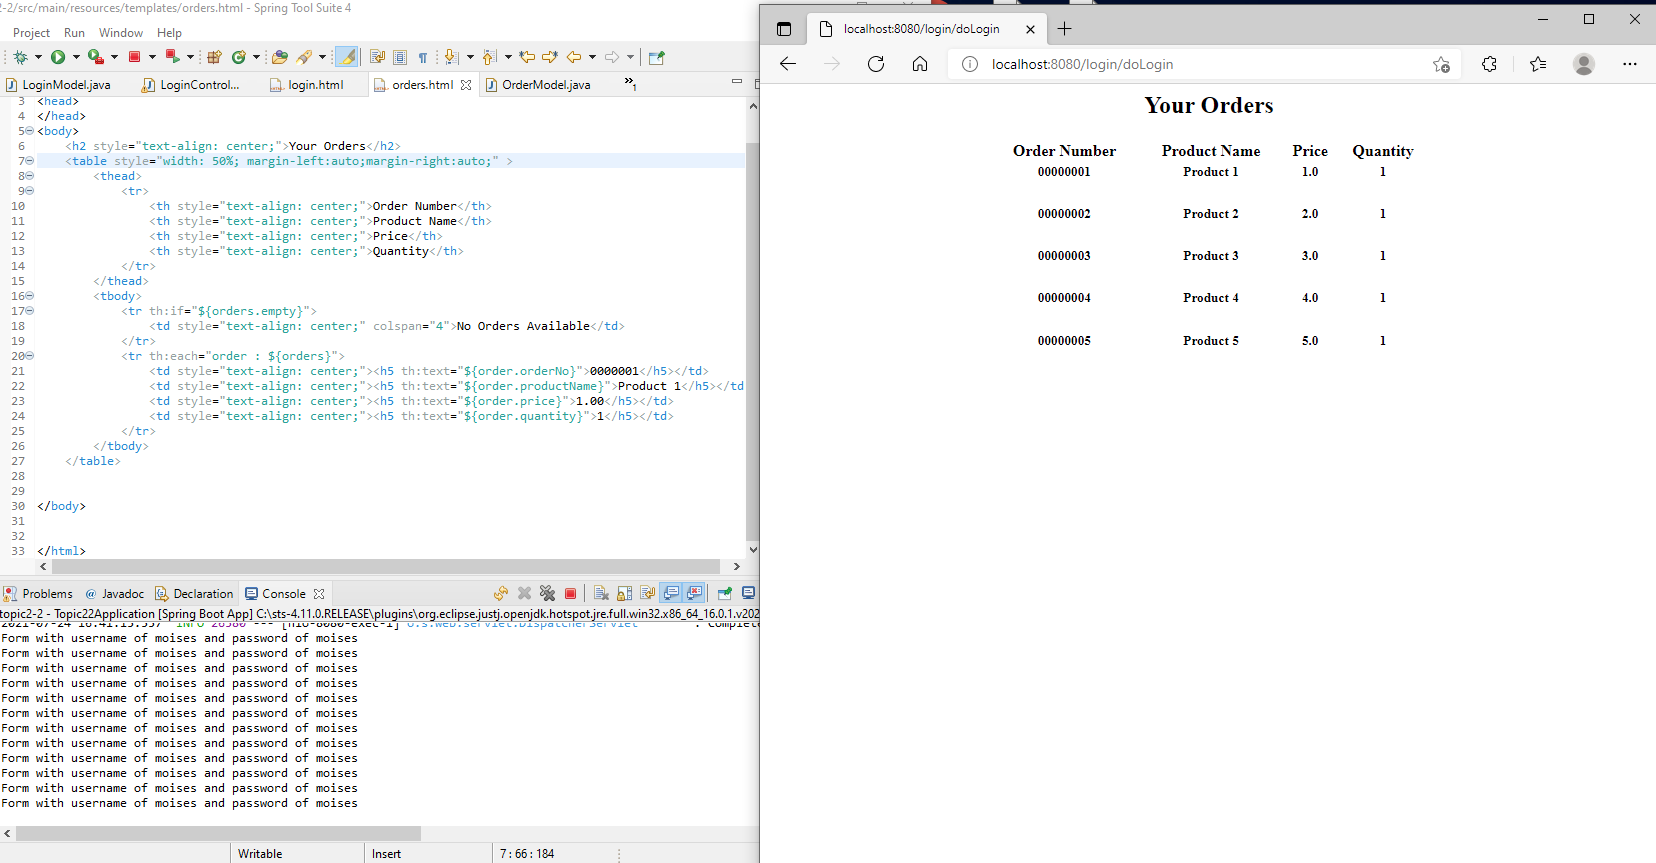 2-2/src/main/resources/templates/orders.html - Spring Tool Suite 4
Project Run Window Help
LoginModel.java LoginControl... login.html orders.html OrderModel.java »1
3 <head>
4 </head>
5 <body>
6 <h2 style="text-align: center;">Your Orders</h2>
7 <table style="width: 50%; margin-left:auto;margin-right:auto;" >
8 <thead>
9 <tr>
10 <th style="text-align: center;">Order Number</th>
11 <th style="text-align: center;">Product Name</th>
12 <th style="text-align: center;">Price</th>
13 <th style="text-align: center;">Quantity</th>
14 </tr>
15 </thead>
16 <tbody>
17 <tr th:if="${orders.empty}">
18 <td style="text-align: center;" colspan="4">No Orders Available</td>
19 </tr>
20 <tr th:each="order : ${orders}">
21 <td style="text-align: center;"><h5 th:text="${order.orderNo}">0000001</h5></td>
22 <td style="text-align: center;"><h5 th:text="${order.productName}">Product 1</h5></td
23 <td style="text-align: center;"><h5 th:text="${order.price}">1.00</h5></td>
24 <td style="text-align: center;"><h5 th:text="${order.quantity}">1</h5></td>
25 </tr>
26 </tbody>
27 </table>
28
29
30 </body>
31
32
33 </html>
Problems @ Javadoc Declaration Console
topic2-2 - Topic22Application [Spring Boot App] C:\sts-4.11.0.RELEASE\plugins\org.eclipse.justj.openjdk.hotspot.jre.full.win32.x86_64_16.0.1.v202
Form with username of moises and password of moises
Form with username of moises and password of moises
Form with username of moises and password of moises
Form with username of moises and password of moises
Form with username of moises and password of moises
Form with username of moises and password of moises
Form with username of moises and password of moises
Form with username of moises and password of moises
Form with username of moises and password of moises
Form with username of moises and password of moises
Form with username of moises and password of moises
Form with username of moises and password of moises
Writable Insert 7 : 66 : 184
localhost:8080/login/doLogin
localhost:8080/login/doLogin
Your Orders
Order Number Product Name Price Quantity
00000001 Product 1 1.0 1
00000002 Product 2 2.0 1
00000003 Product 3 3.0 1
00000004 Product 4 4.0 1
00000005 Product 5 5.0 1